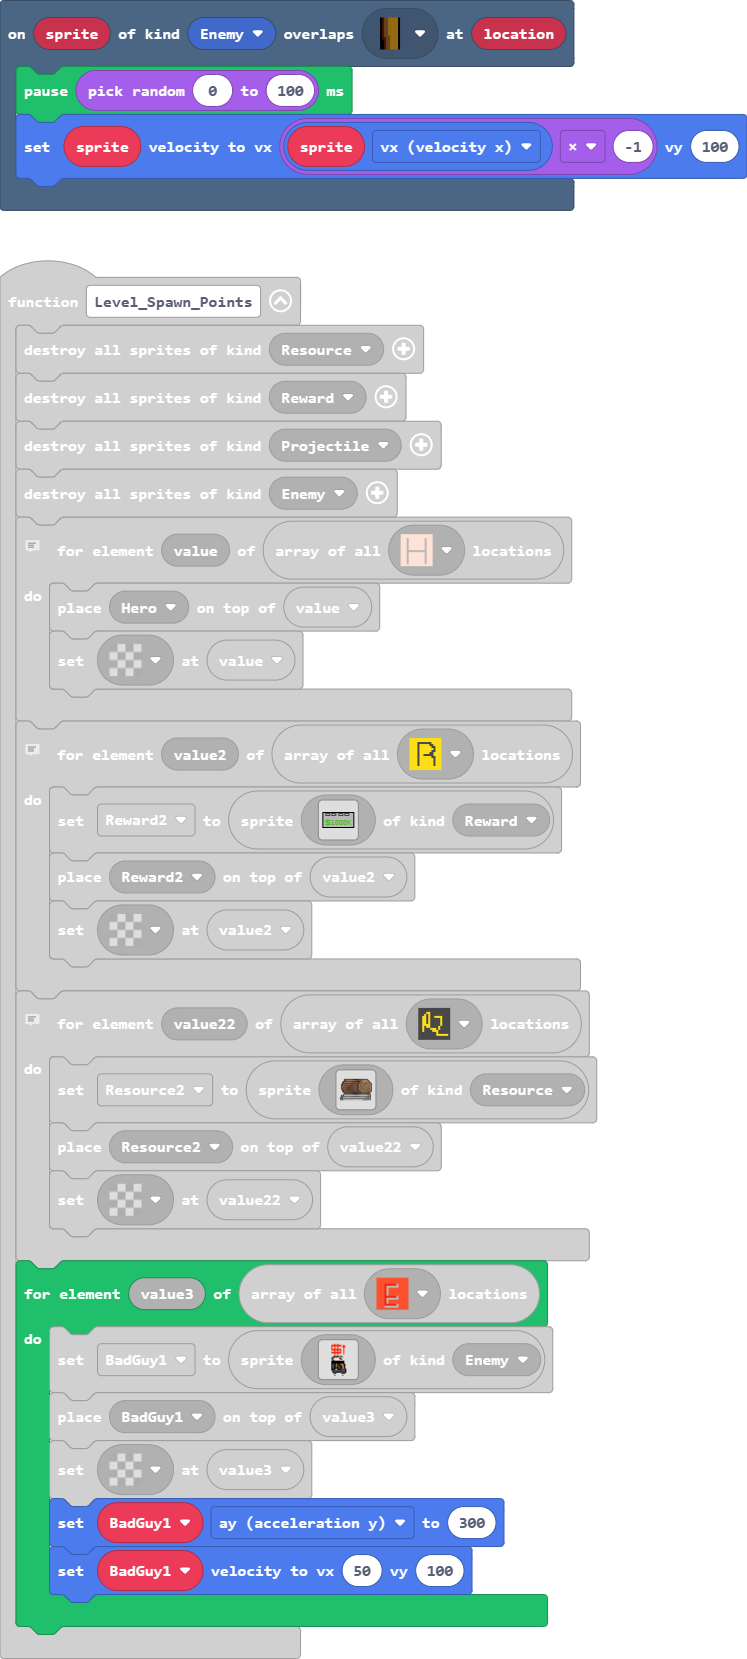 on sprite of kind Enemy overlaps at location
pause pick random 0 to 100 ms
set sprite velocity to vx sprite vx (velocity x) × -1 vy 100
function Level_Spawn_Points
destroy all sprites of kind Resource
destroy all sprites of kind Reward
destroy all sprites of kind Projectile
destroy all sprites of kind Enemy
for element value of array of all H locations
do
place Hero on top of value
set at value
for element value2 of array of all R locations
do
set Reward2 to sprite $1000K of kind Reward
place Reward2 on top of value2
set at value2
for element value22 of array of all locations
do
set Resource2 to sprite of kind Resource
place Resource2 on top of value22
set at value22
for element value3 of array of all E locations
do
set BadGuy1 to sprite of kind Enemy
place BadGuy1 on top of value3
set at value3
set BadGuy1 ay (acceleration y) to 300
set BadGuy1 velocity to vx 50 vy 100